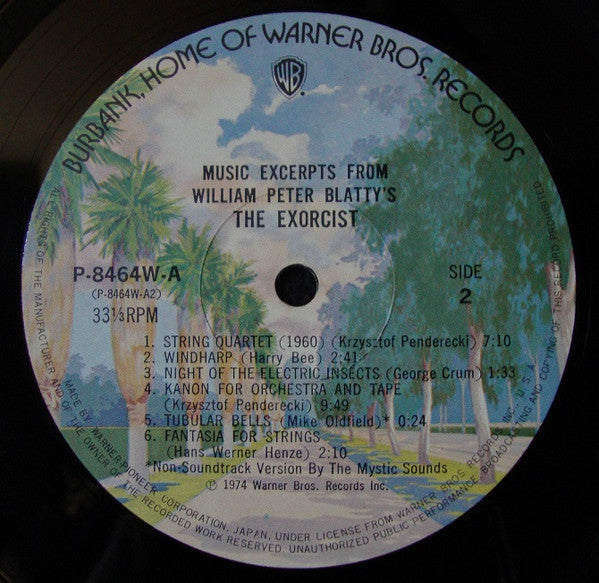 BURBANK, HOME OF WARNER BROS. RECORDS
WB
MUSIC EXCERPTS FROM
WILLIAM PETER BLATTY'S
THE EXORCIST
P-8464W-A
(P-8464W-A2)
33⅓RPM
SIDE
2
1. STRING QUARTET (1960) (Krzysztof Penderecki) 7:10
2. WINDHARP (Harry Bee) 2:41
3. NIGHT OF THE ELECTRIC INSECTS (George Crum) 1:33
4. KANON FOR ORCHESTRA AND TAPE
(Krzysztof Penderecki) 9:49
5. TUBULAR BELLS (Mike Oldfield)* 0:24
6. FANTASIA FOR STRINGS
(Hans Werner Henze) 2:10
*Non-Soundtrack Version By The Mystic Sounds
℗ 1974 Warner Bros. Records Inc.
MADE BY WARNER-PIONEER CORPORATION, JAPAN, UNDER LICENSE FROM WARNER BROS RECORDS INC., U.S.A.
ALL RIGHTS OF THE MANUFACTURER AND OF THE OWNER OF THE RECORDED WORK RESERVED. UNAUTHORIZED PUBLIC PERFORMANCE, BROADCASTING AND COPYING OF THIS RECORD PROHIBITED